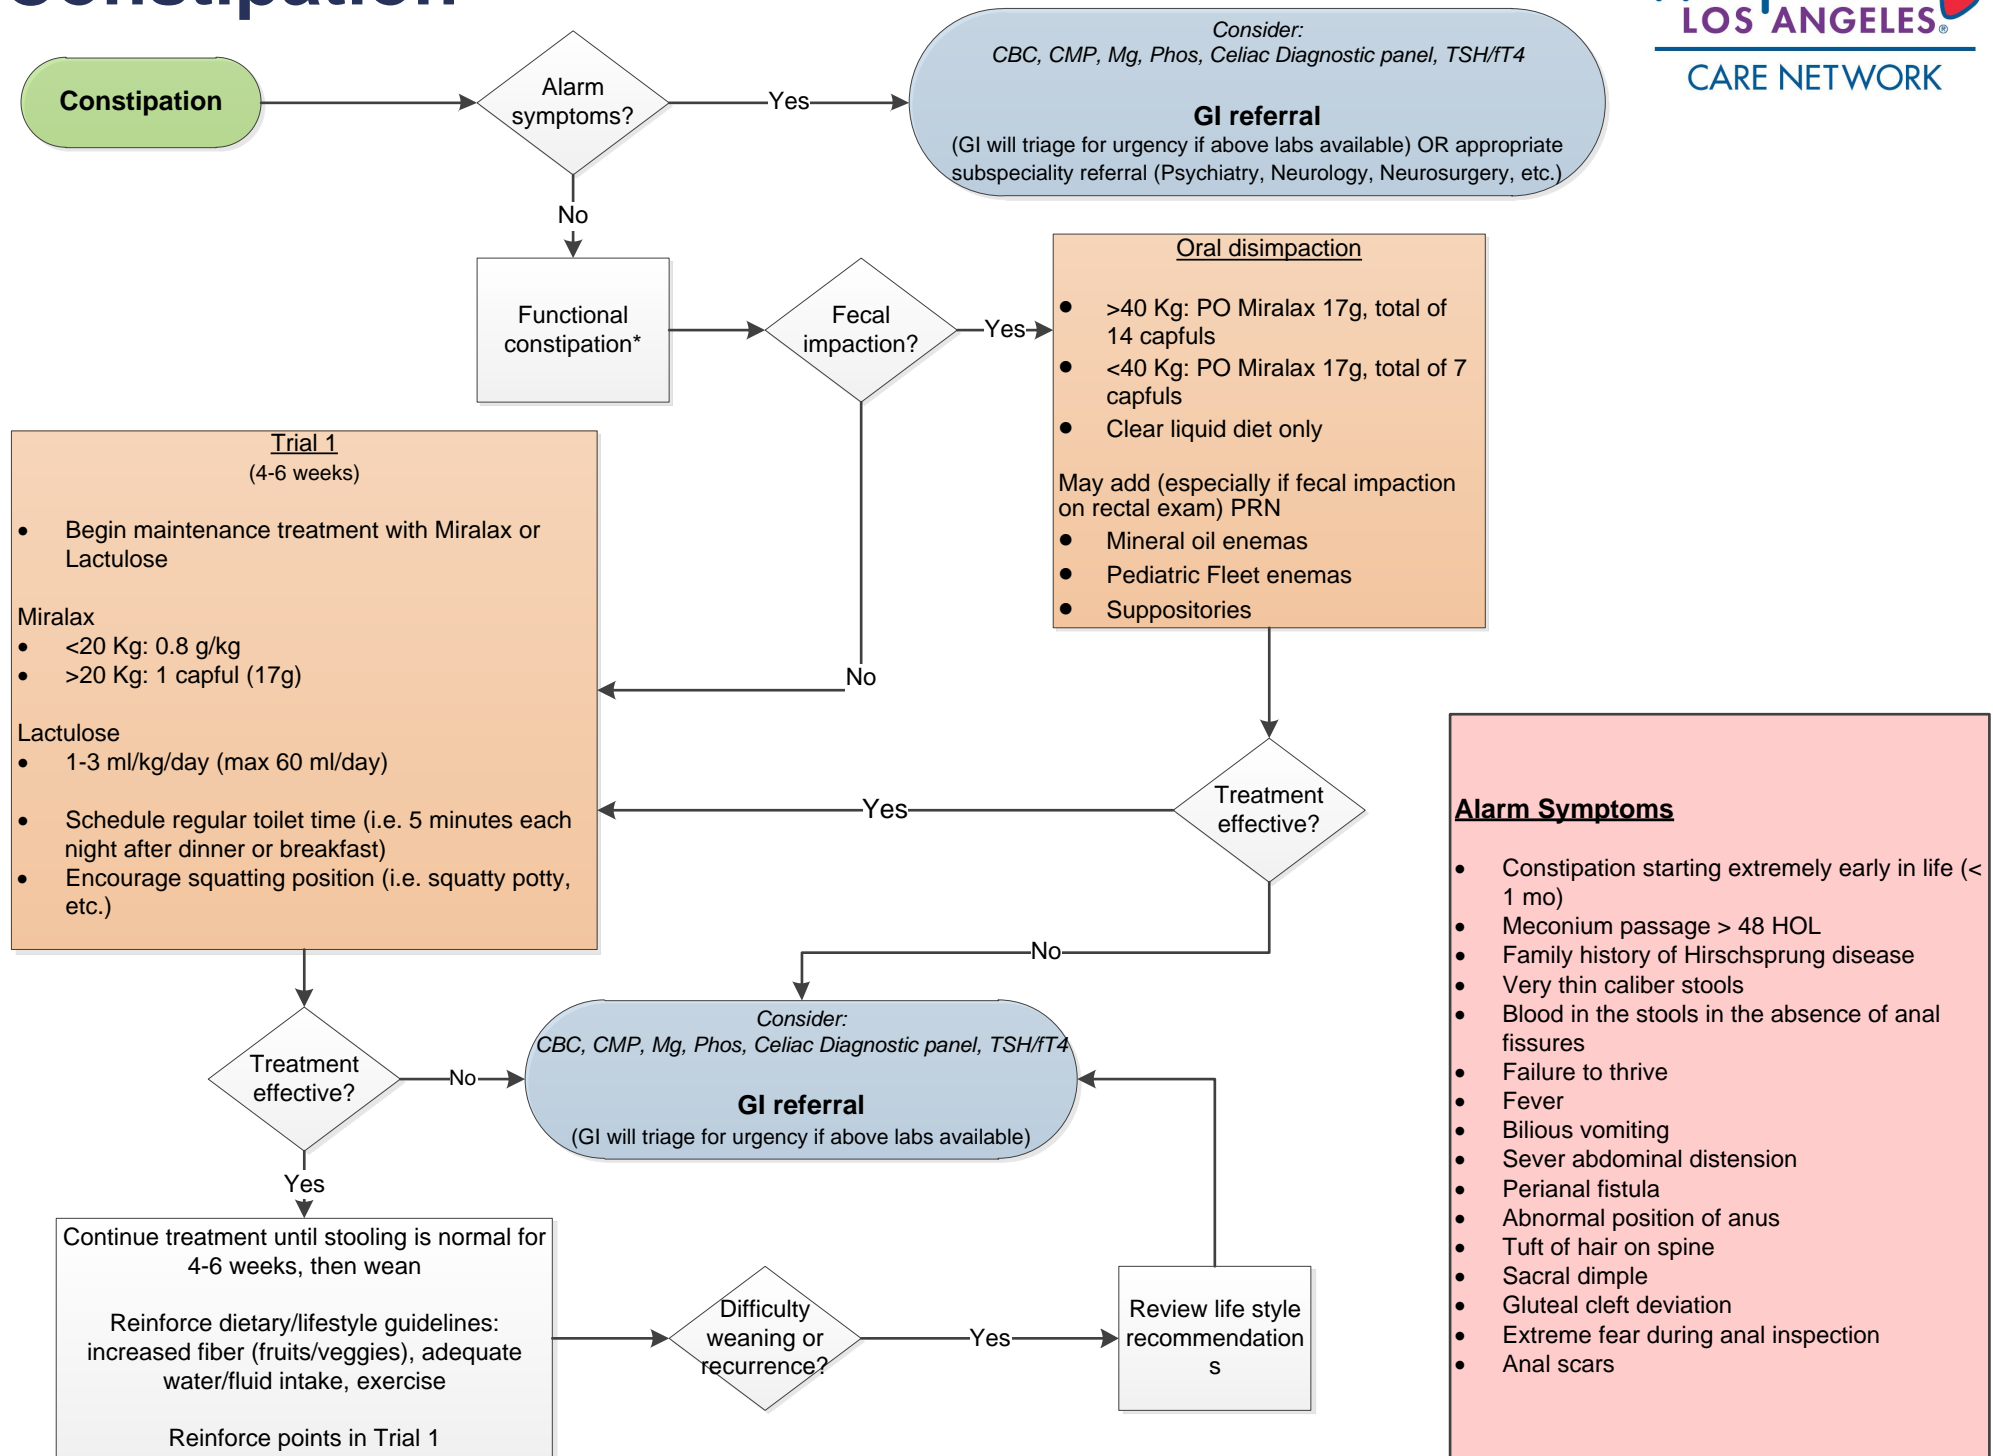 Constipation
LOS ANGELES®
CARE NETWORK
Constipation
Alarm
symptoms?
Yes
Consider:
CBC, CMP, Mg, Phos, Celiac Diagnostic panel, TSH/fT4
GI referral
(GI will triage for urgency if above labs available) OR appropriate
subspeciality referral (Psychiatry, Neurology, Neurosurgery, etc.)
No
Functional
constipation*
Fecal
impaction?
Yes
Oral disimpaction
● >40 Kg: PO Miralax 17g, total of
14 capfuls
● <40 Kg: PO Miralax 17g, total of 7
capfuls
● Clear liquid diet only
May add (especially if fecal impaction
on rectal exam) PRN
● Mineral oil enemas
● Pediatric Fleet enemas
● Suppositories
No
Trial 1
(4-6 weeks)
• Begin maintenance treatment with Miralax or
Lactulose
Miralax
• <20 Kg: 0.8 g/kg
• >20 Kg: 1 capful (17g)
Lactulose
• 1-3 ml/kg/day (max 60 ml/day)
• Schedule regular toilet time (i.e. 5 minutes each
night after dinner or breakfast)
• Encourage squatting position (i.e. squatty potty,
etc.)
Treatment
effective?
Yes
No
Treatment
effective?
No
Consider:
CBC, CMP, Mg, Phos, Celiac Diagnostic panel, TSH/fT4
GI referral
(GI will triage for urgency if above labs available)
Yes
Continue treatment until stooling is normal for
4-6 weeks, then wean
Reinforce dietary/lifestyle guidelines:
increased fiber (fruits/veggies), adequate
water/fluid intake, exercise
Reinforce points in Trial 1
Difficulty
weaning or
recurrence?
Yes
Review life style
recommendation
s
Alarm Symptoms
• Constipation starting extremely early in life (<
1 mo)
• Meconium passage > 48 HOL
• Family history of Hirschsprung disease
• Very thin caliber stools
• Blood in the stools in the absence of anal
fissures
• Failure to thrive
• Fever
• Bilious vomiting
• Sever abdominal distension
• Perianal fistula
• Abnormal position of anus
• Tuft of hair on spine
• Sacral dimple
• Gluteal cleft deviation
• Extreme fear during anal inspection
• Anal scars